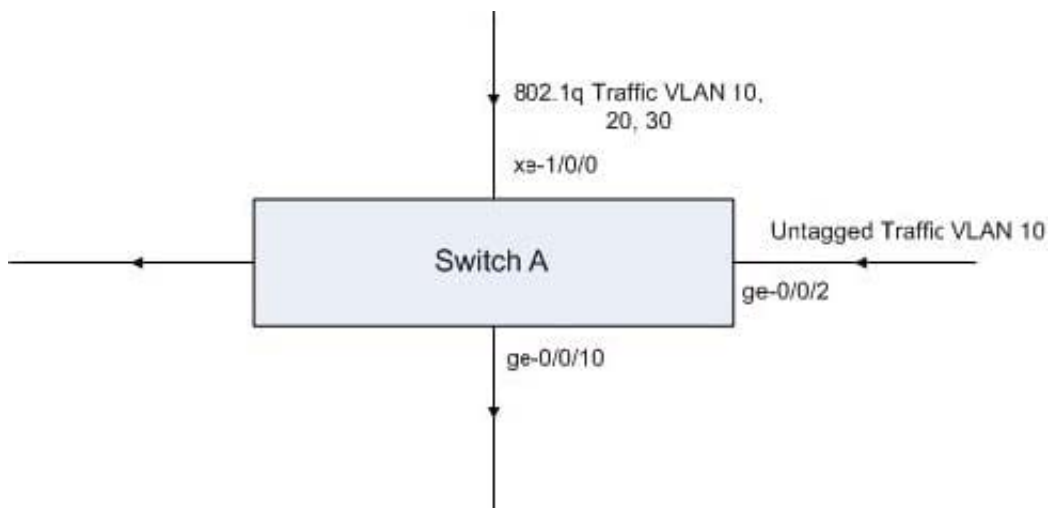 802.1q Traffic VLAN 10,
20, 30
xe-1/0/0
Switch A
Untagged Traffic VLAN 10
ge-0/0/2
ge-0/0/10